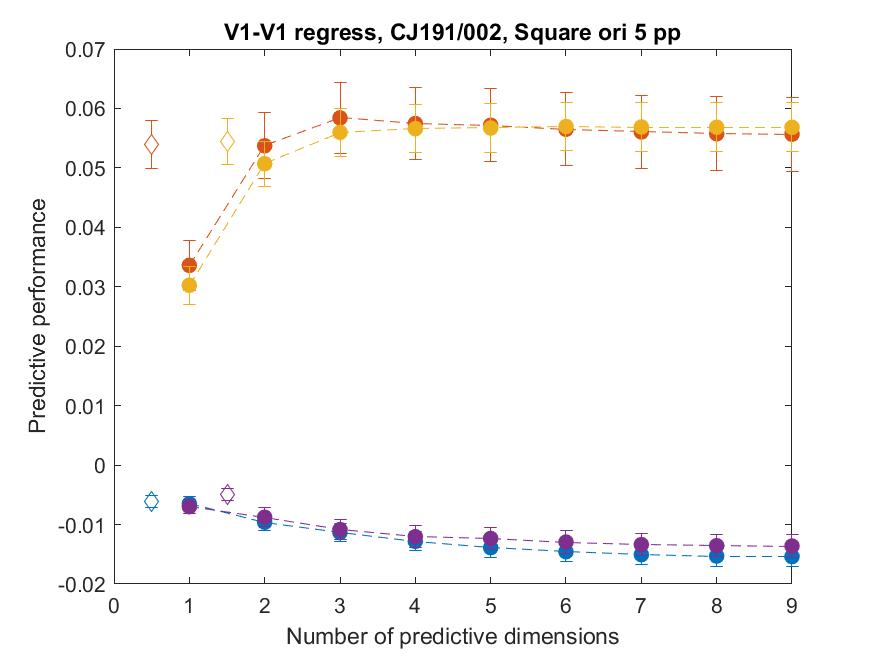 V1-V1 regress, CJ191/002, Square ori 5 pp
0.07
0.06
0.05
0.04
0.03
0.02
0.01
0
-0.01
-0.02
Predictive performance
0 1 2 3 4 5 6 7 8 9
Number of predictive dimensions